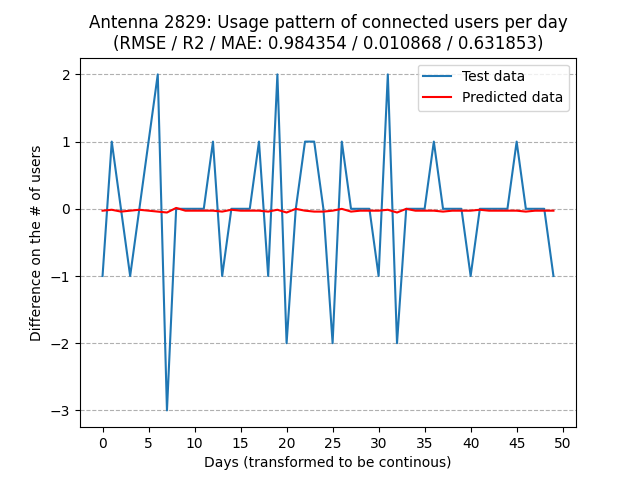 Antenna 2829: Usage pattern of connected users per day
(RMSE / R2 / MAE: 0.984354 / 0.010868 / 0.631853)
Test data
Predicted data
Difference on the # of users
2
1
0
−1
−2
−3
0 5 10 15 20 25 30 35 40 45 50
Days (transformed to be continous)